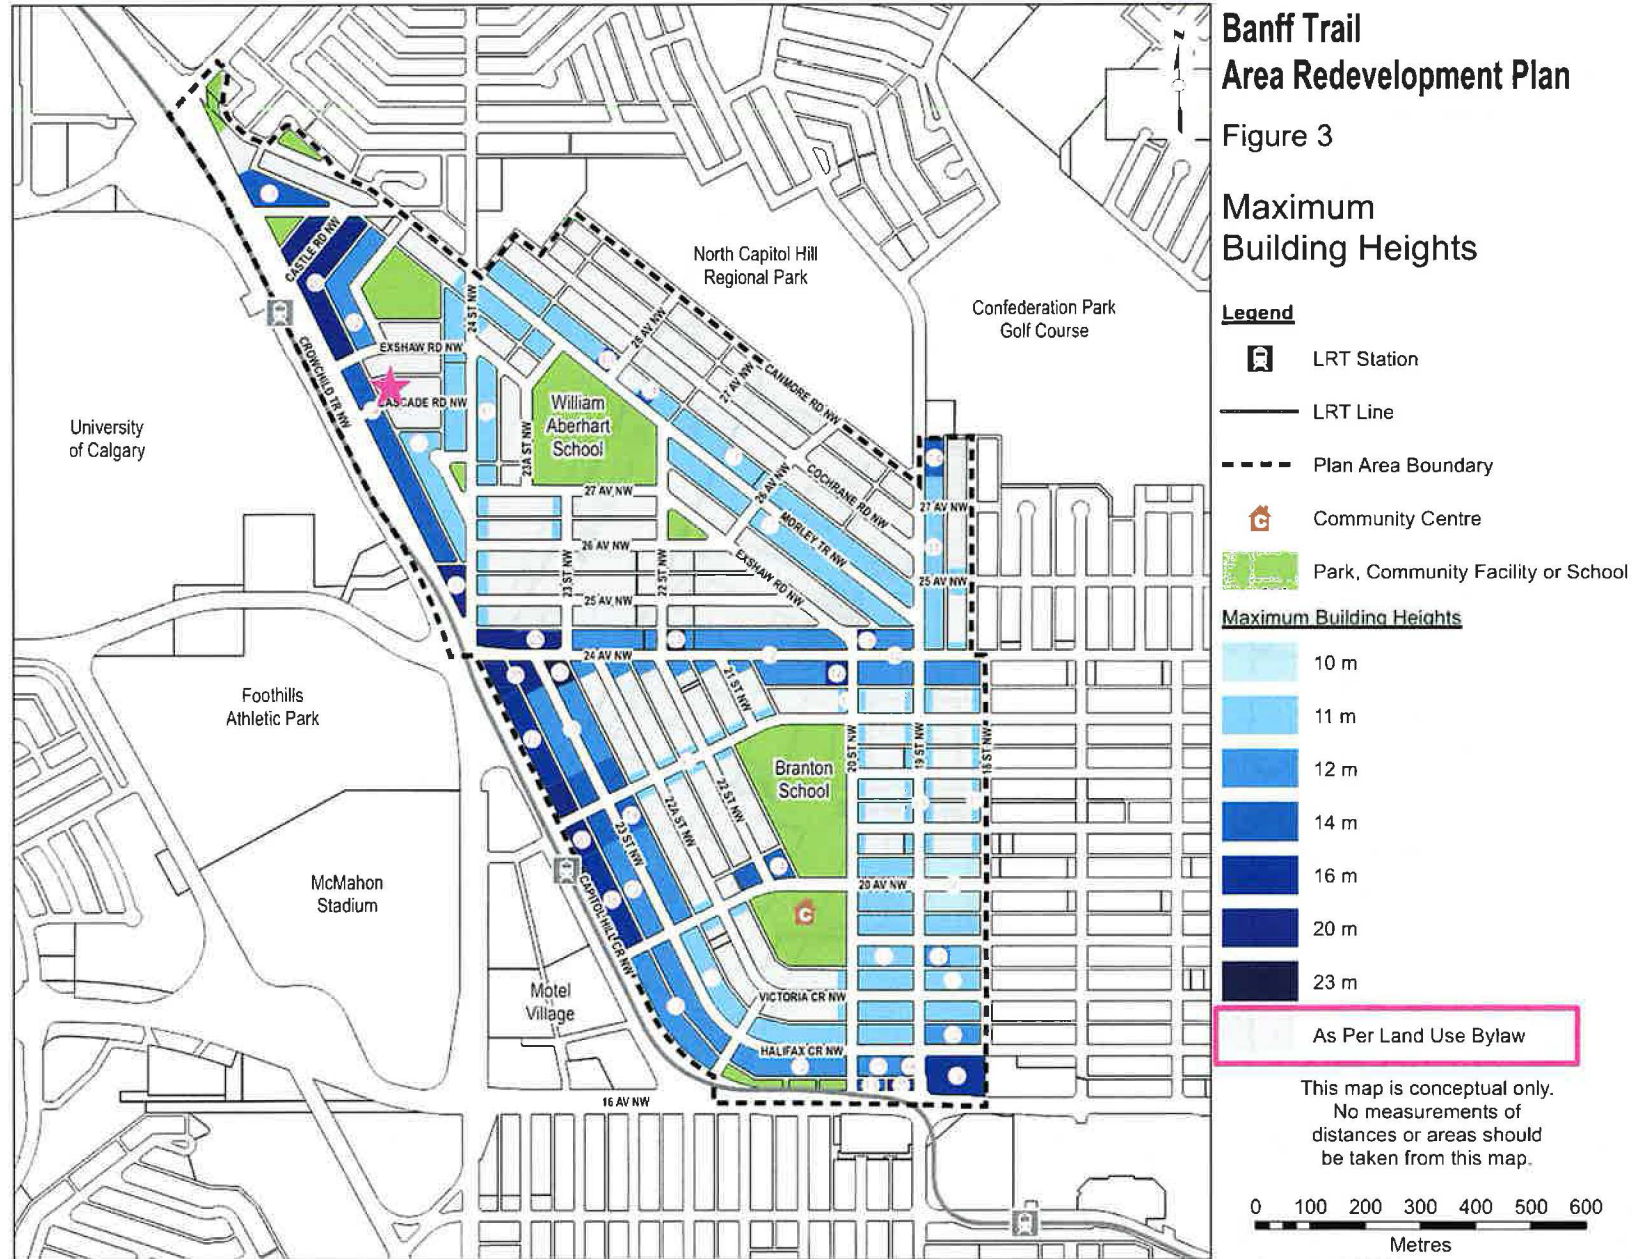 Banff Trail
Area Redevelopment Plan
Figure 3
Maximum
Building Heights
Legend
LRT Station
LRT Line
Plan Area Boundary
C
Community Centre
Park, Community Facility or School
Maximum Building Heights
10 m
11 m
12 m
14 m
16 m
20 m
23 m
As Per Land Use Bylaw
This map is conceptual only.
No measurements of
distances or areas should
be taken from this map.
0 100 200 300 400 500 600
Metres
N
North Capitol Hill
Regional Park
Confederation Park
Golf Course
CASTLE RD NW
24 ST NW
EXSHAW RD NW
CROWCHILD TR NW
CASCADE RD NW
28 AV NW
27 AV NW
CANMORE RD NW
University
of Calgary
William
Aberhart
School
23A ST NW
27 AV NW
26 AV NW
COCHRANE RD NW
27 AV NW
MORLEY TR NW
26 AV NW
23 ST NW
22 ST NW
EXSHAW RD NW
25 AV NW
25 AV NW
24 AV NW
21 ST NW
Foothills
Athletic Park
20 ST NW
19 ST NW
18 ST NW
Branton
School
22 ST NW
22A ST NW
23 ST NW
McMahon
Stadium
20 AV NW
C
CAPITOL HILL CR NW
Motel
Village
VICTORIA CR NW
HALIFAX CR NW
16 AV NW